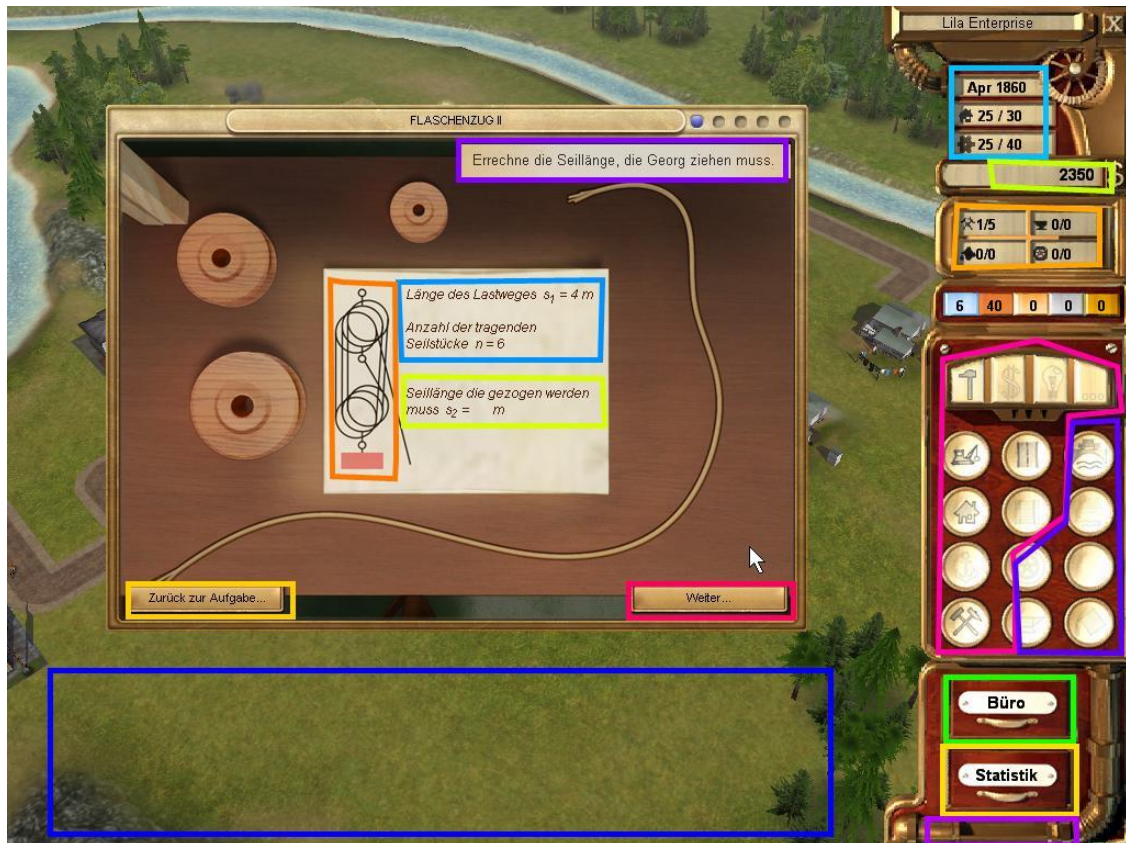 Lila Enterprise
X
Apr 1860
25 / 30
25 / 40
2350 $
1/5
0/0
0/0
0/0
6 40 0 0 0
FLASCHENZUG II
Errechne die Seillänge, die Georg ziehen muss.
Länge des Lastweges s1 = 4 m
Anzahl der tragenden
Seilstücke n = 6
Seillänge die gezogen werden
muss s2 = m
Zurück zur Aufgabe...
Weiter...
$
...
Büro
Statistik